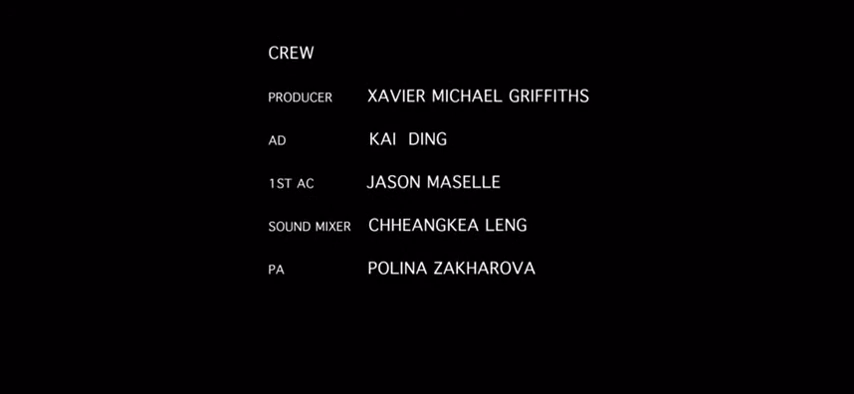 CREW
PRODUCER XAVIER MICHAEL GRIFFITHS
AD KAI DING
1ST AC JASON MASELLE
SOUND MIXER CHHEANGKEA LENG
PA POLINA ZAKHAROVA